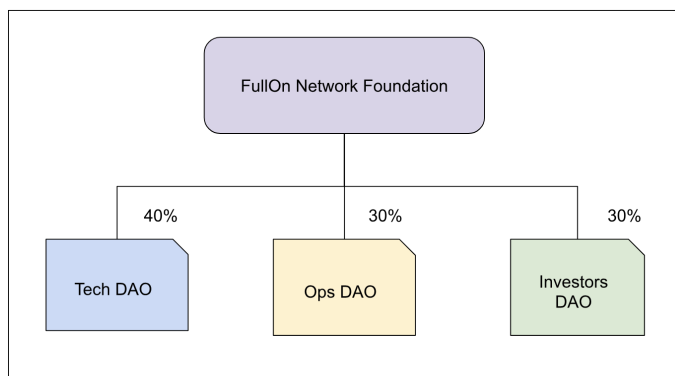 FullOn Network Foundation
40%
30%
30%
Tech DAO
Ops DAO
Investors
DAO